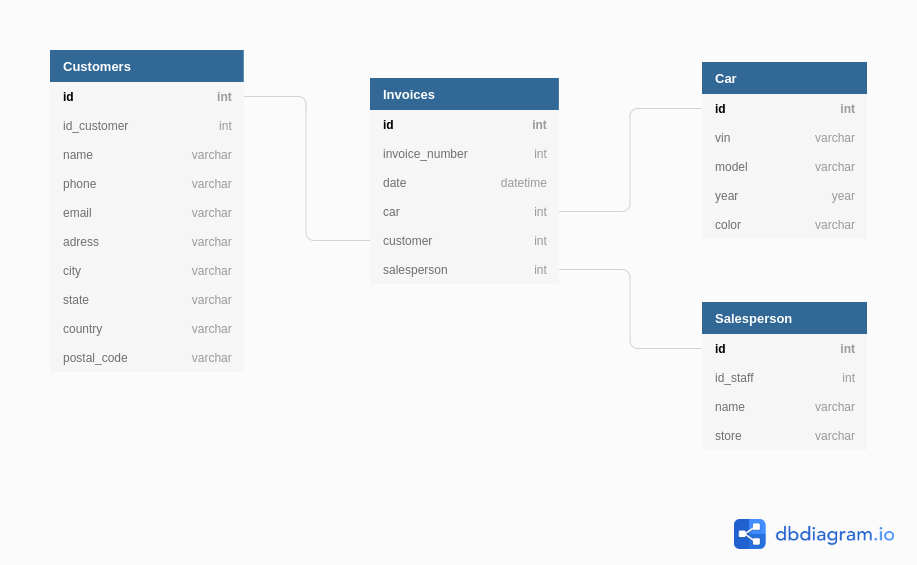 Customers
id int
id_customer int
name varchar
phone varchar
email varchar
adress varchar
city varchar
state varchar
country varchar
postal_code varchar
Invoices
id int
invoice_number int
date datetime
car int
customer int
salesperson int
Car
id int
vin varchar
model varchar
year year
color varchar
Salesperson
id int
id_staff int
name varchar
store varchar
dbdiagram.io